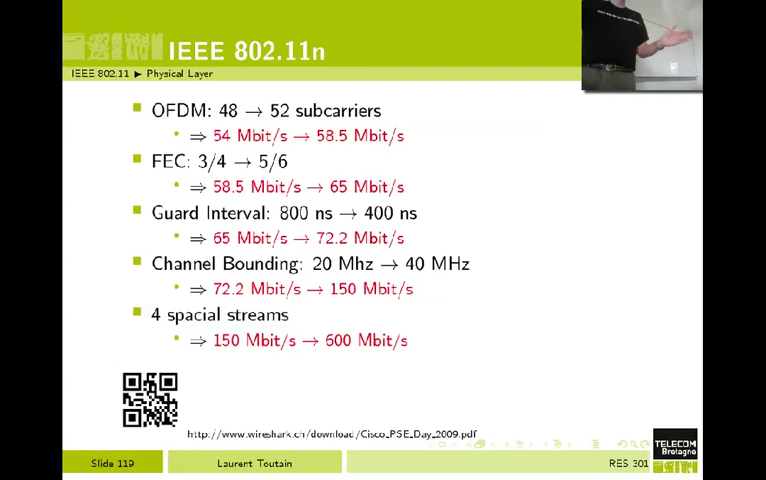 IEEE 802.11n
IEEE 802.11 ▶ Physical Layer
OFDM: 48 → 52 subcarriers
⇒ 54 Mbit/s → 58.5 Mbit/s
FEC: 3/4 → 5/6
⇒ 58.5 Mbit/s → 65 Mbit/s
Guard Interval: 800 ns → 400 ns
⇒ 65 Mbit/s → 72.2 Mbit/s
Channel Bounding: 20 Mhz → 40 MHz
⇒ 72.2 Mbit/s → 150 Mbit/s
4 spacial streams
⇒ 150 Mbit/s → 600 Mbit/s
http://www.wireshark.ch/download/Cisco_PSE_Day_2009.pdf
TELECOM
Bretagne
Slide 119 Laurent Toutain RES 301